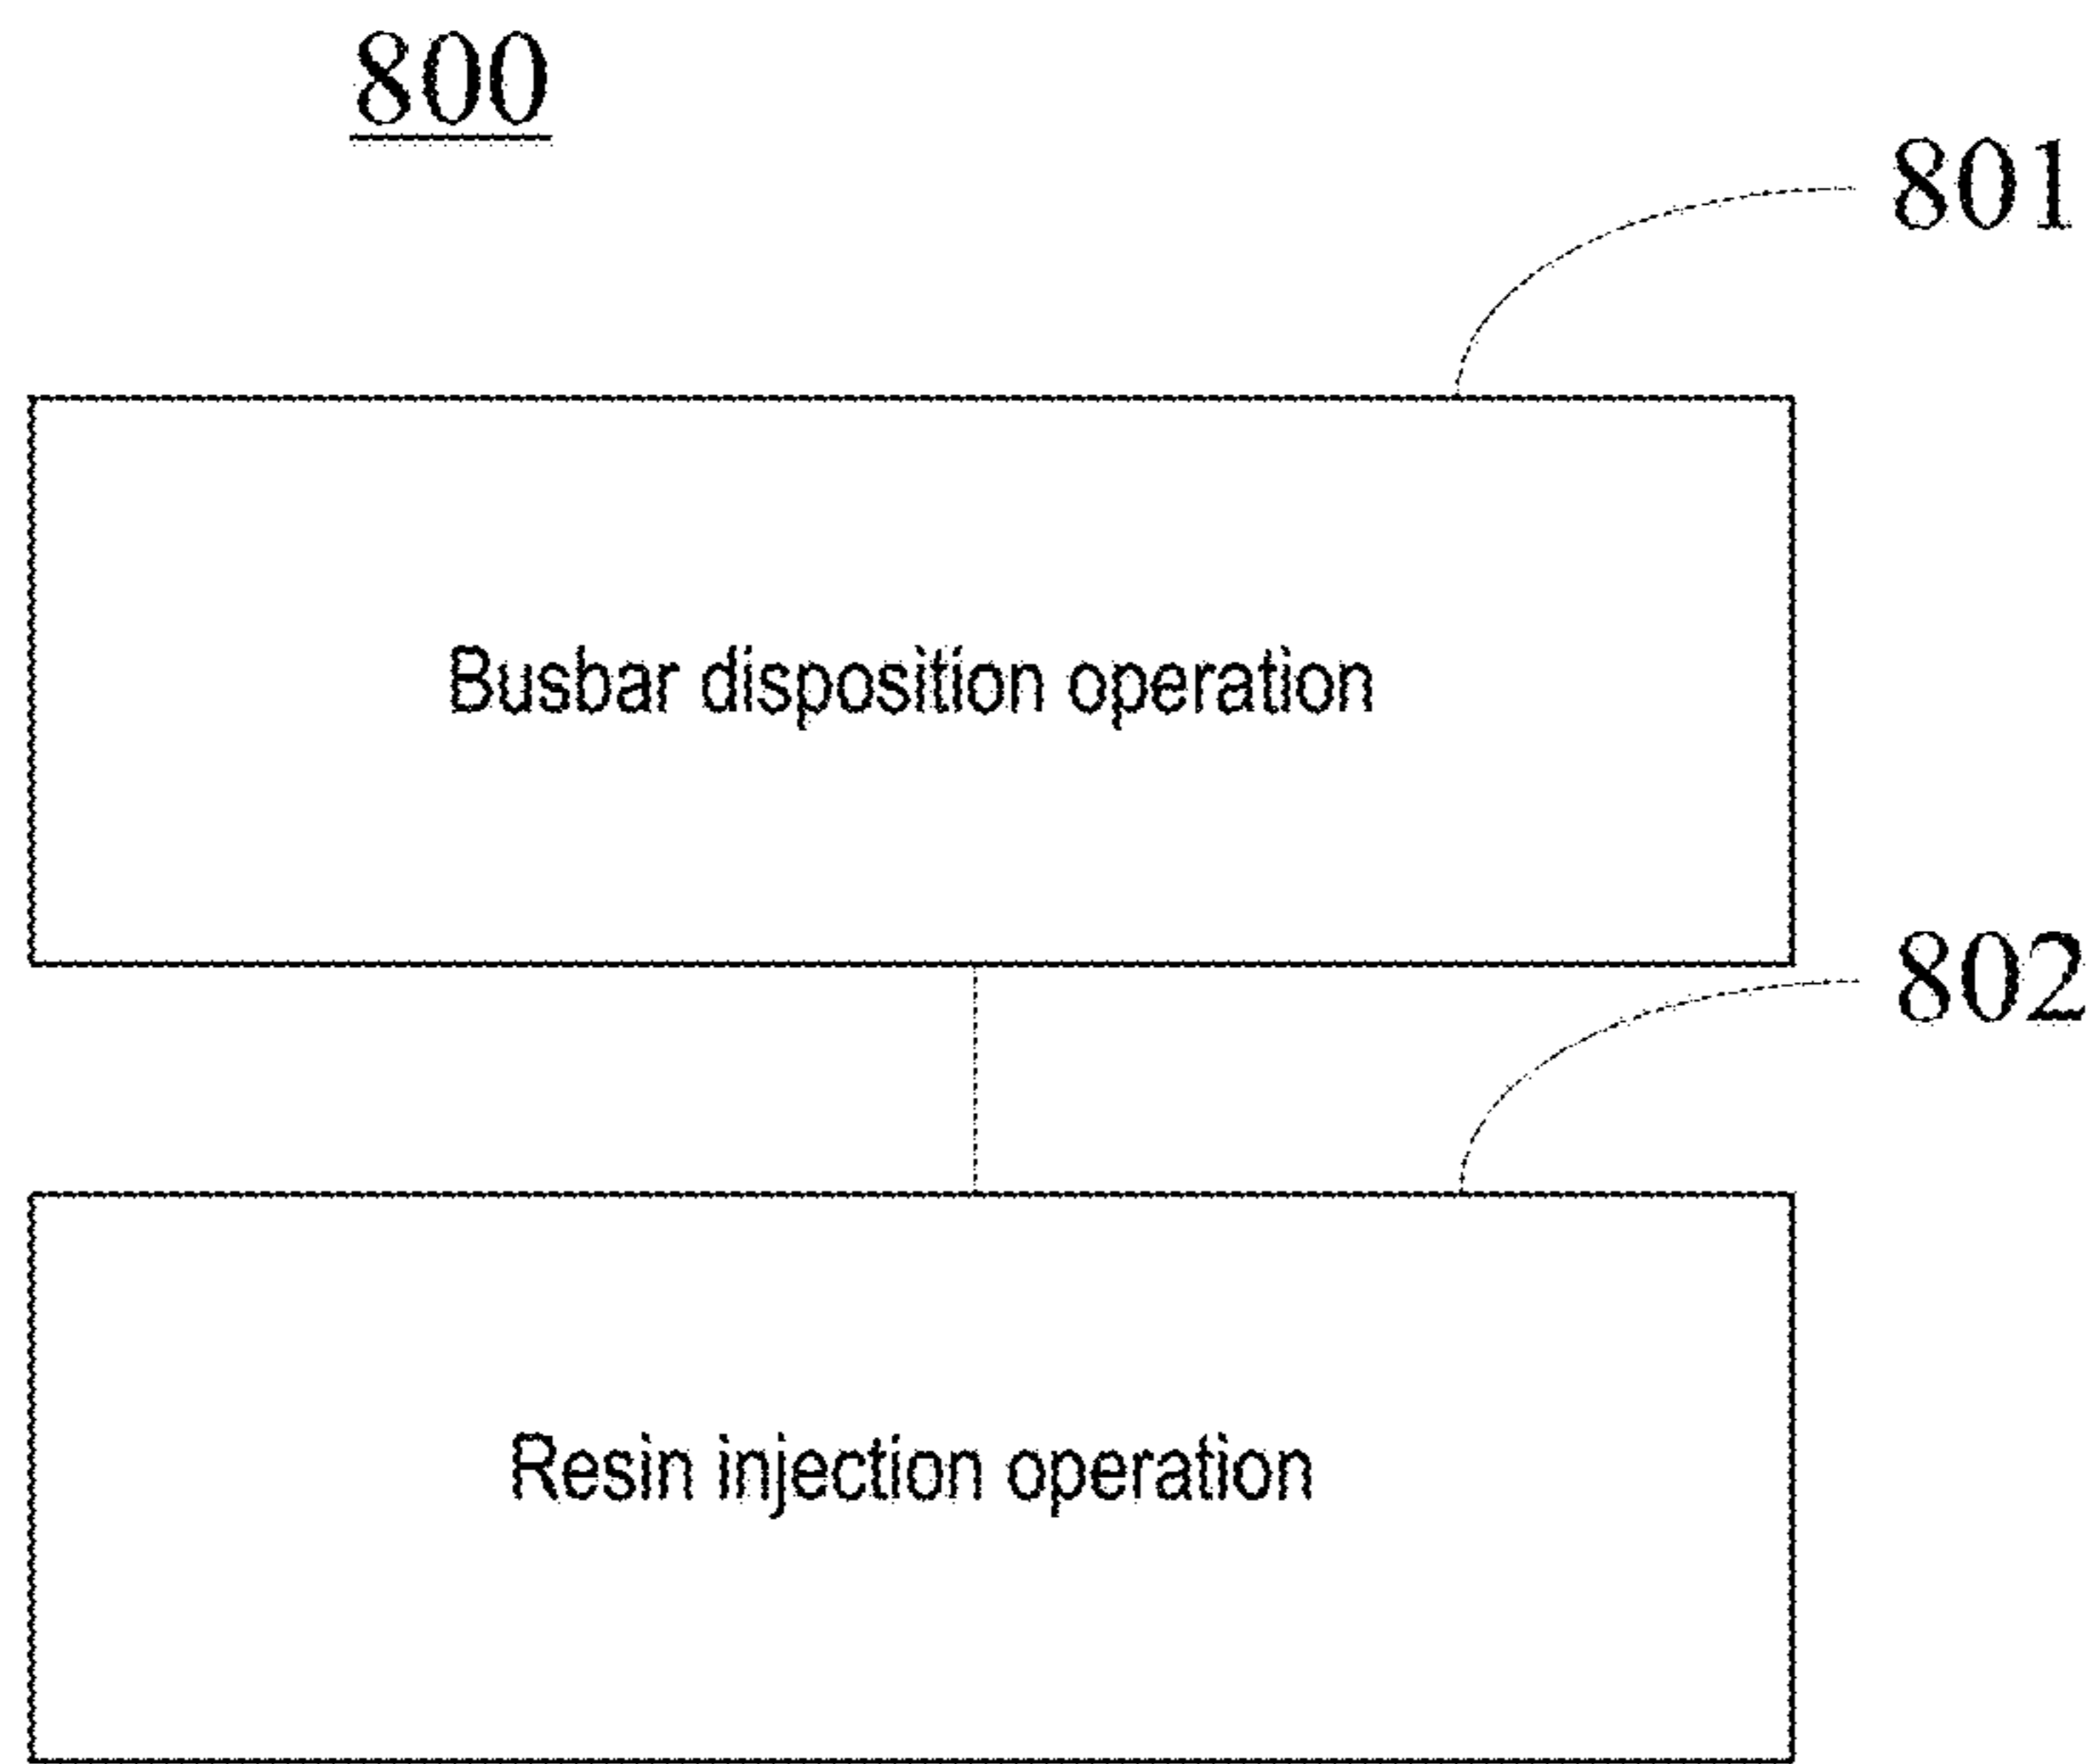 800
801
Busbar disposition operation
802
Resin injection operation